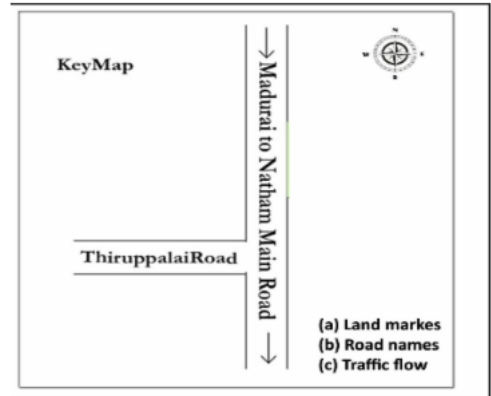 N
KeyMap
Madurai to Natham Main Road
ThiruppalaiRoad
(a) Land markes
(b) Road names
(c) Traffic flow